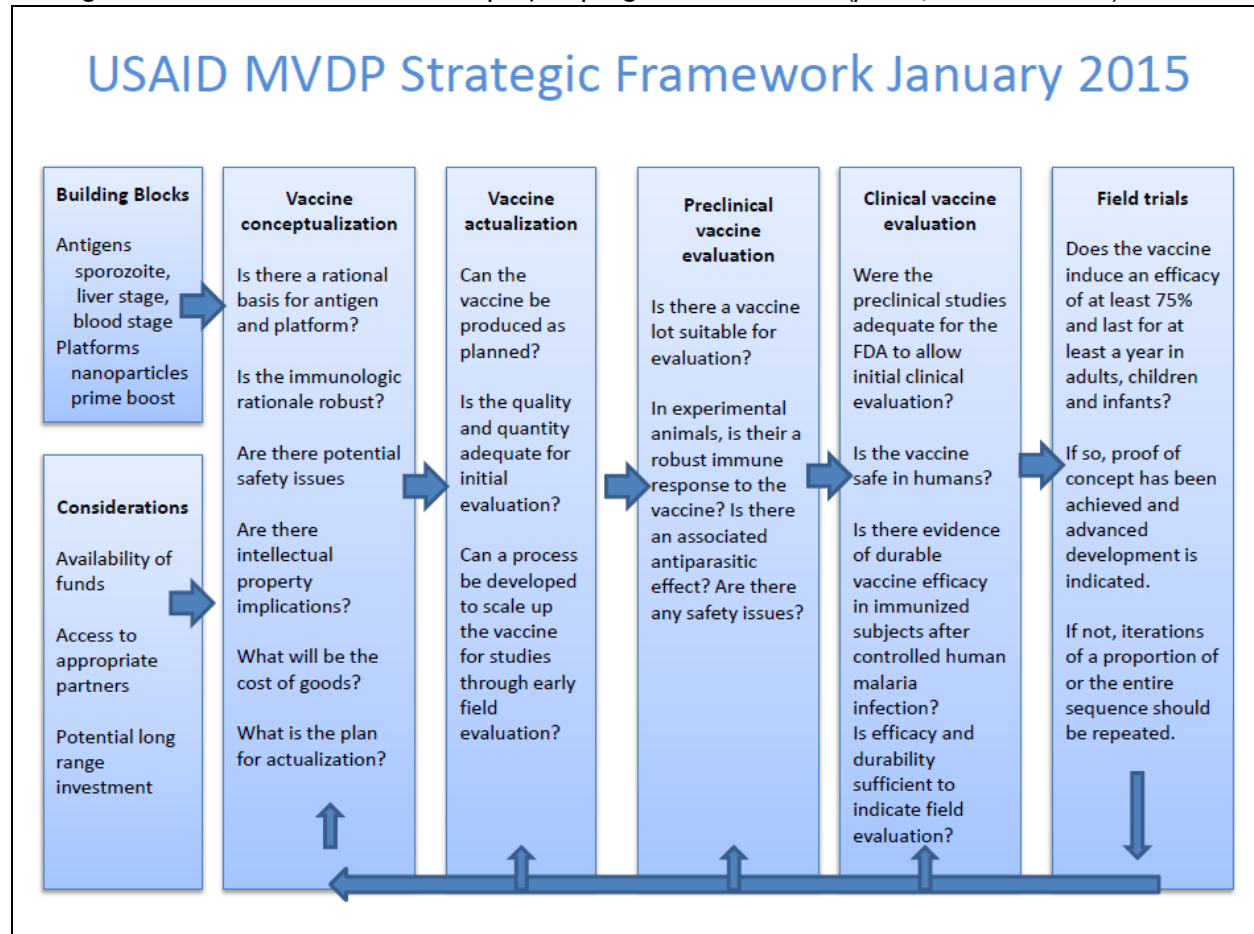 USAID MVDP Strategic Framework January 2015
Building Blocks
Antigens
sporozoite,
liver stage,
blood stage
Platforms
nanoparticles
prime boost
Considerations
Availability of
funds
Access to
appropriate
partners
Potential long
range
investment
Vaccine
conceptualization
Is there a rational
basis for antigen
and platform?
Is the immunologic
rationale robust?
Are there potential
safety issues
Are there
intellectual
property
implications?
What will be the
cost of goods?
What is the plan
for actualization?
Vaccine
actualization
Can the
vaccine be
produced as
planned?
Is the quality
and quantity
adequate for
initial
evaluation?
Can a process
be developed
to scale up
the vaccine
for studies
through early
field
evaluation?
Preclinical
vaccine
evaluation
Is there a vaccine
lot suitable for
evaluation?
In experimental
animals, is their a
robust immune
response to the
vaccine? Is there
an associated
antiparasitic
effect? Are there
any safety issues?
Clinical vaccine
evaluation
Were the
preclinical studies
adequate for the
FDA to allow
initial clinical
evaluation?
Is the vaccine
safe in humans?
Is there evidence
of durable
vaccine efficacy
in immunized
subjects after
controlled human
malaria
infection?
Is efficacy and
durability
sufficient to
indicate field
evaluation?
Field trials
Does the vaccine
induce an efficacy
of at least 75%
and last for at
least a year in
adults, children
and infants?
If so, proof of
concept has been
achieved and
advanced
development is
indicated.
If not, iterations
of a proportion of
or the entire
sequence should
be repeated.